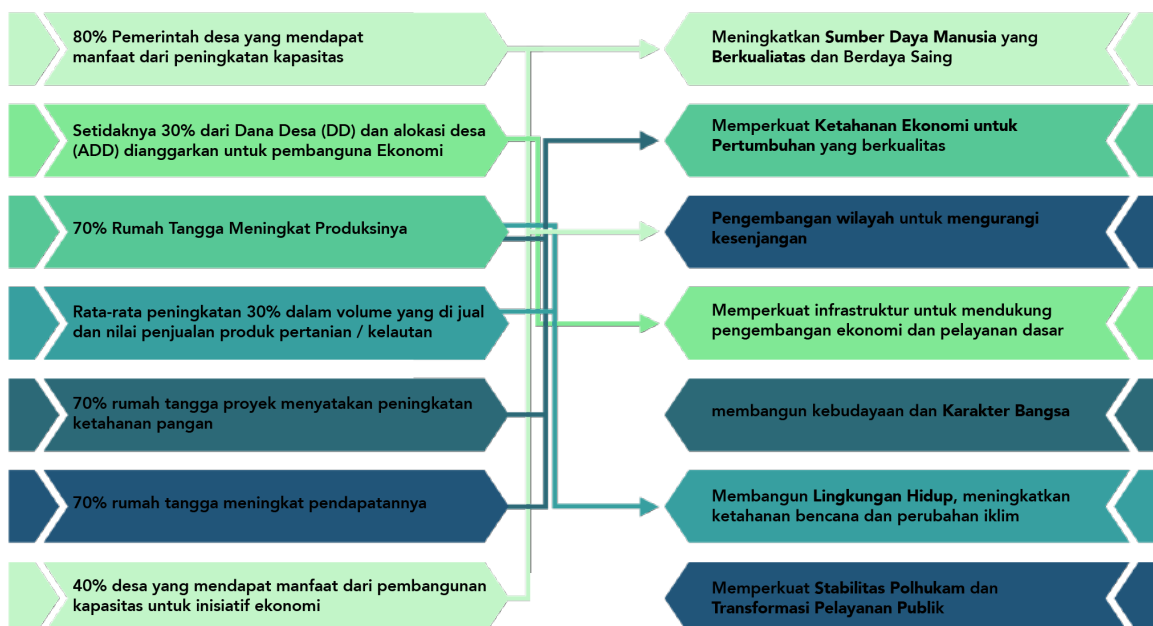 80% Pemerintah desa yang mendapat
manfaat dari peningkatan kapasitas
Setidaknya 30% dari Dana Desa (DD) dan alokasi desa
(ADD) dianggarkan untuk pembanguna Ekonomi
70% Rumah Tangga Meningkat Produksinya
Rata-rata peningkatan 30% dalam volume yang di jual
dan nilai penjualan produk pertanian / kelautan
70% rumah tangga proyek menyatakan peningkatan
ketahanan pangan
70% rumah tangga meningkat pendapatannya
40% desa yang mendapat manfaat dari pembangunan
kapasitas untuk inisiatif ekonomi
Meningkatkan Sumber Daya Manusia yang
Berkualiatas dan Berdaya Saing
Memperkuat Ketahanan Ekonomi untuk
Pertumbuhan yang berkualitas
Pengembangan wilayah untuk mengurangi
kesenjangan
Memperkuat infrastruktur untuk mendukung
pengembangan ekonomi dan pelayanan dasar
membangun kebudayaan dan Karakter Bangsa
Membangun Lingkungan Hidup, meningkatkan
ketahanan bencana dan perubahan iklim
Memperkuat Stabilitas Polhukam dan
Transformasi Pelayanan Publik